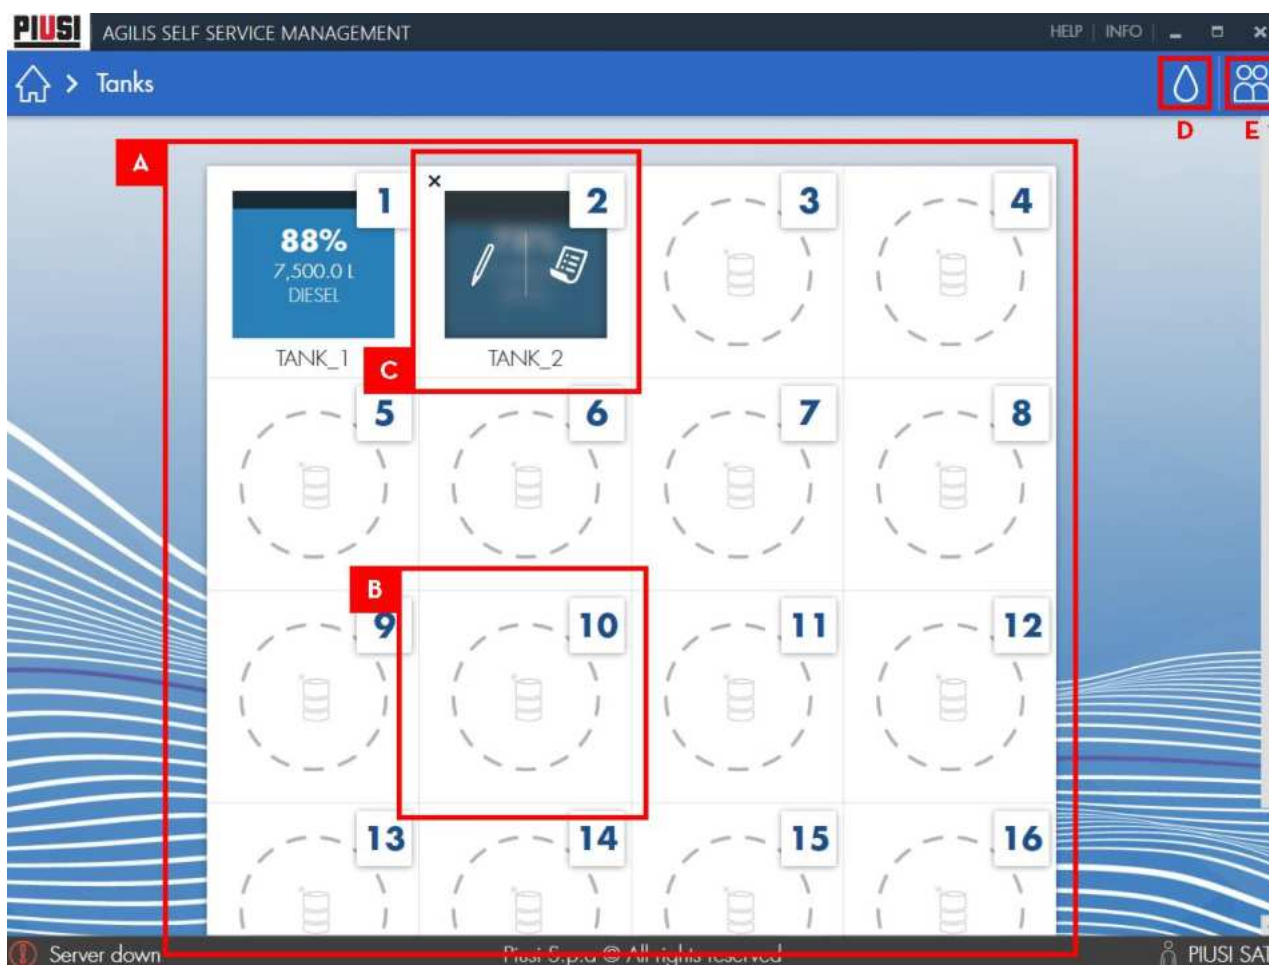 PIUSI AGILIS SELF SERVICE MANAGEMENT HELP | INFO
Tanks
D E
A
1 2 3 4
88%
7,500.0 L
DIESEL
TANK_1 C TANK_2
5 6 7 8
B
9 10 11 12
13 14 15 16
Server down Piusi S.p.a @ All rights reserved PIUSI SAT